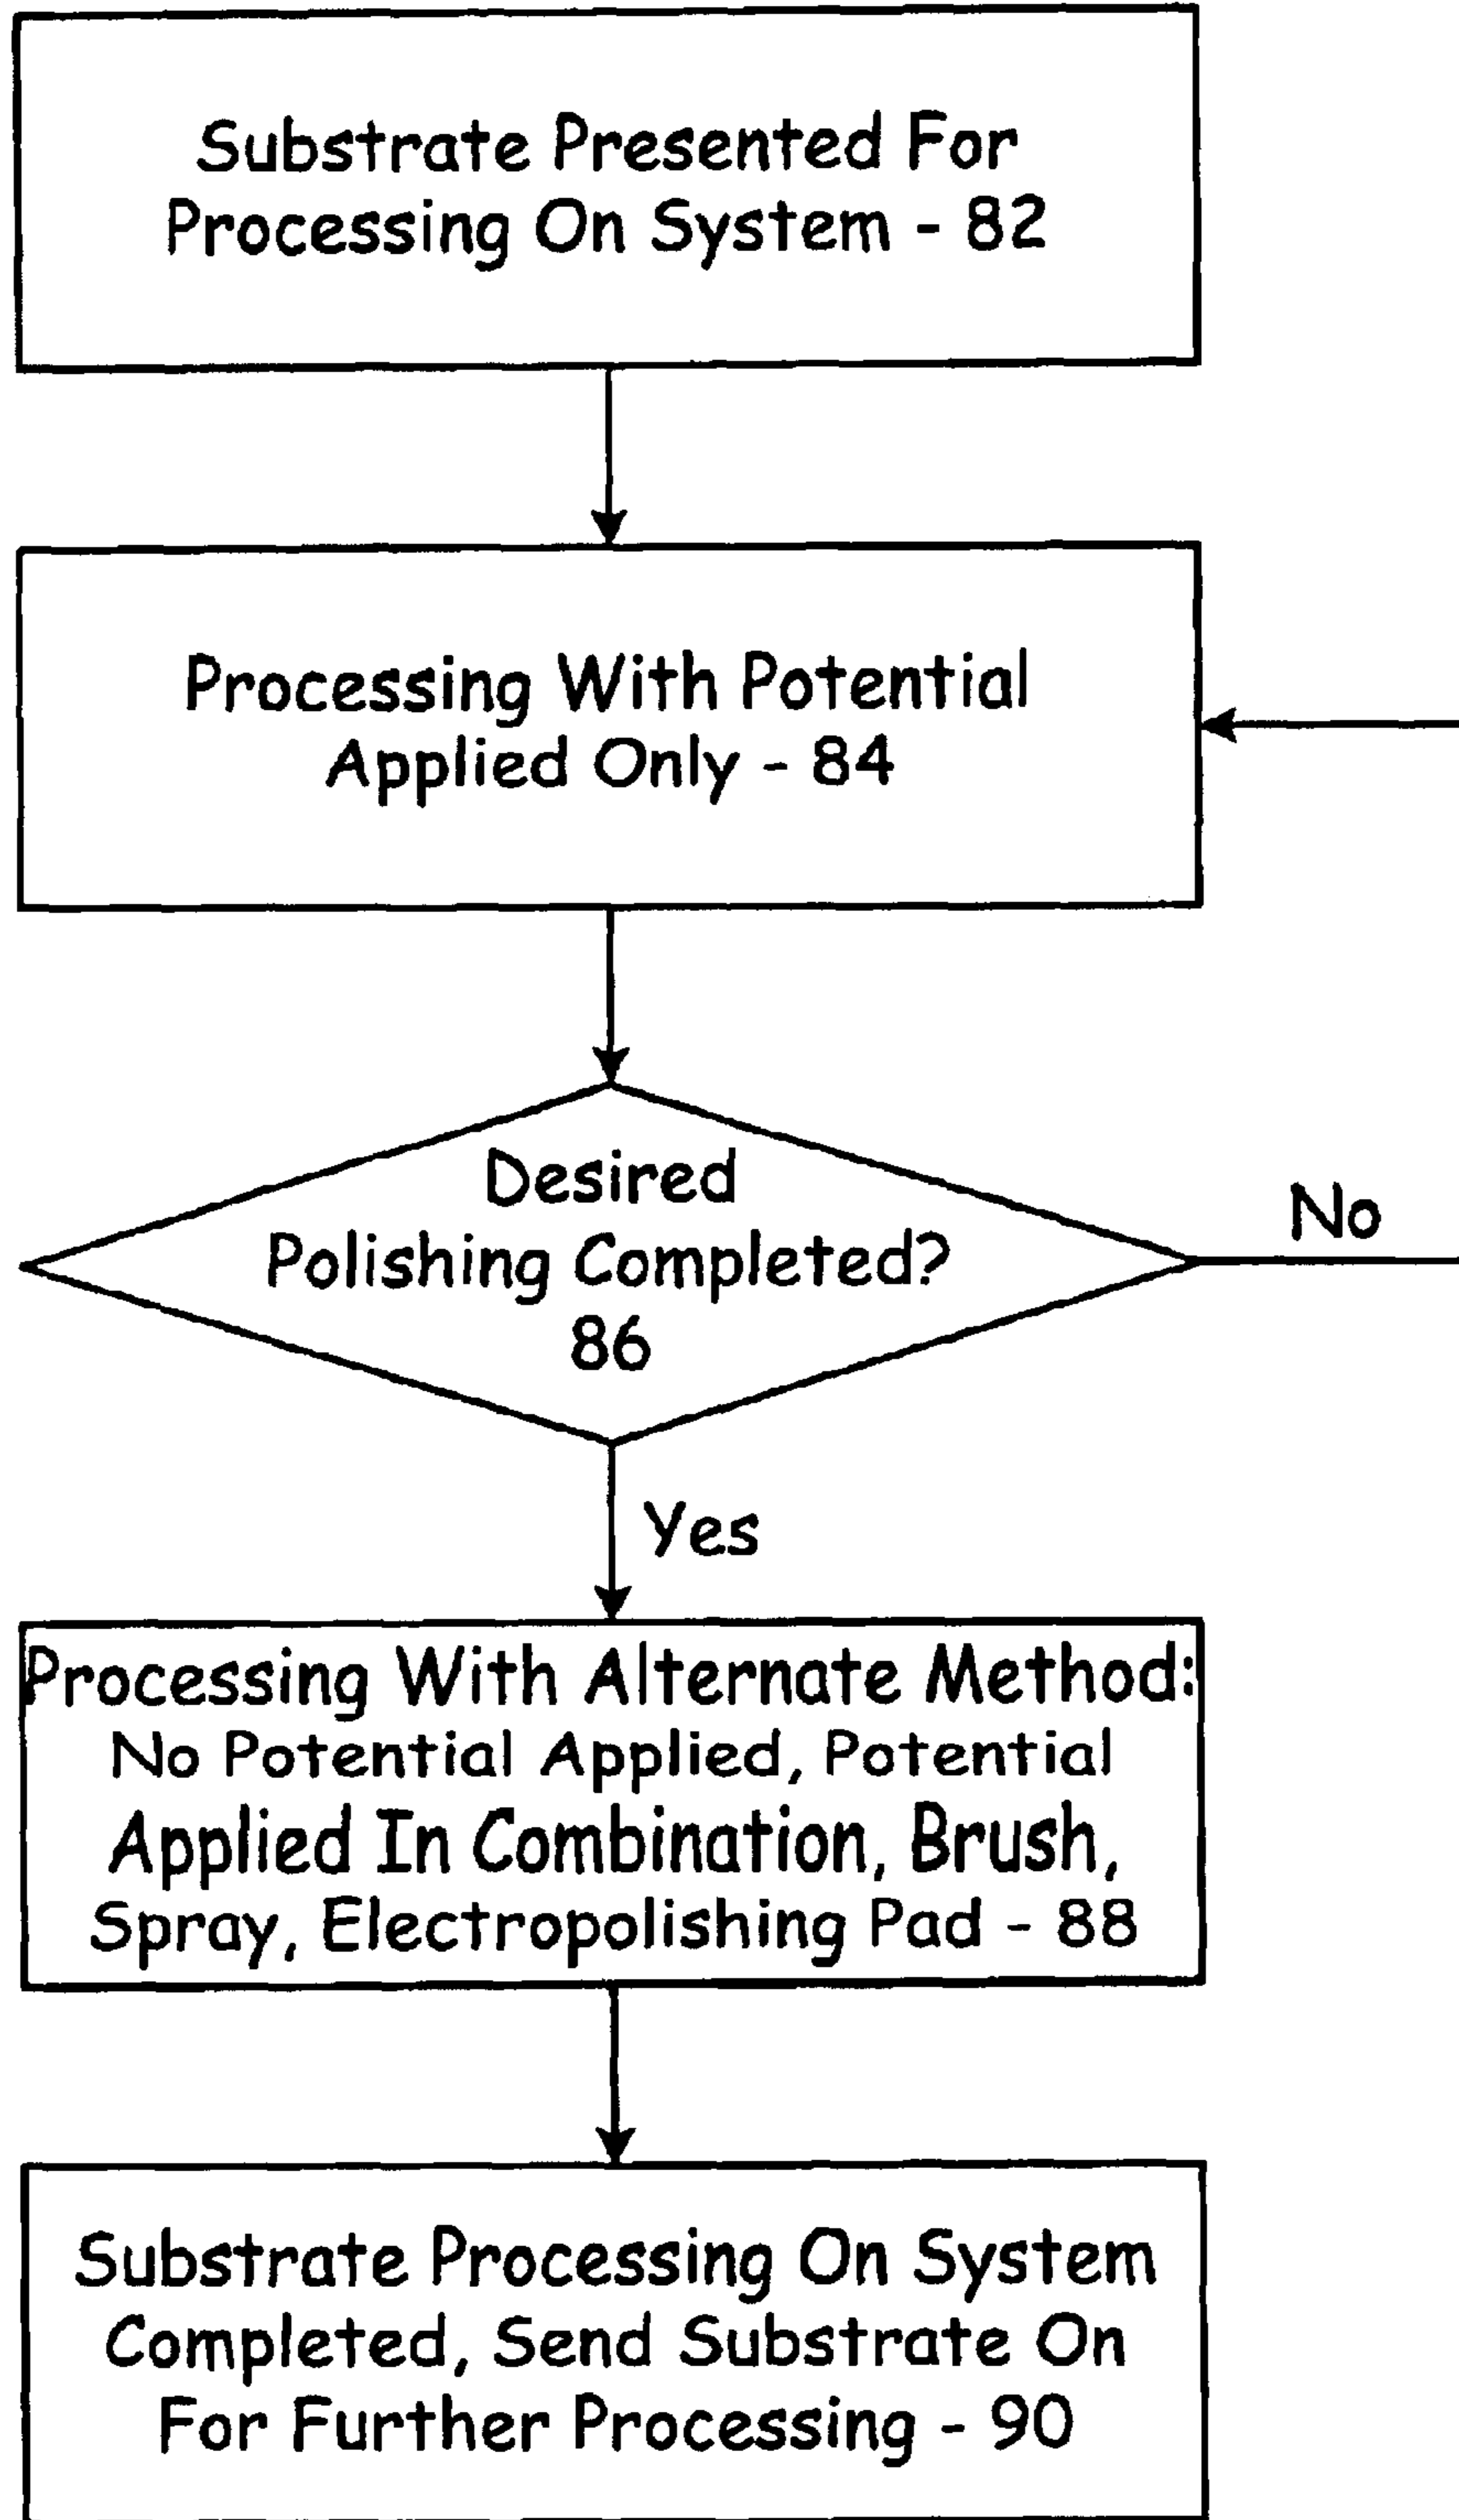 Substrate Presented For
Processing On System - 82
Processing With Potential
Applied Only - 84
Desired
Polishing Completed?
86
No
Yes
Processing With Alternate Method:
No Potential Applied, Potential
Applied In Combination, Brush,
Spray, Electropolishing Pad - 88
Substrate Processing On System
Completed, Send Substrate On
For Further Processing - 90